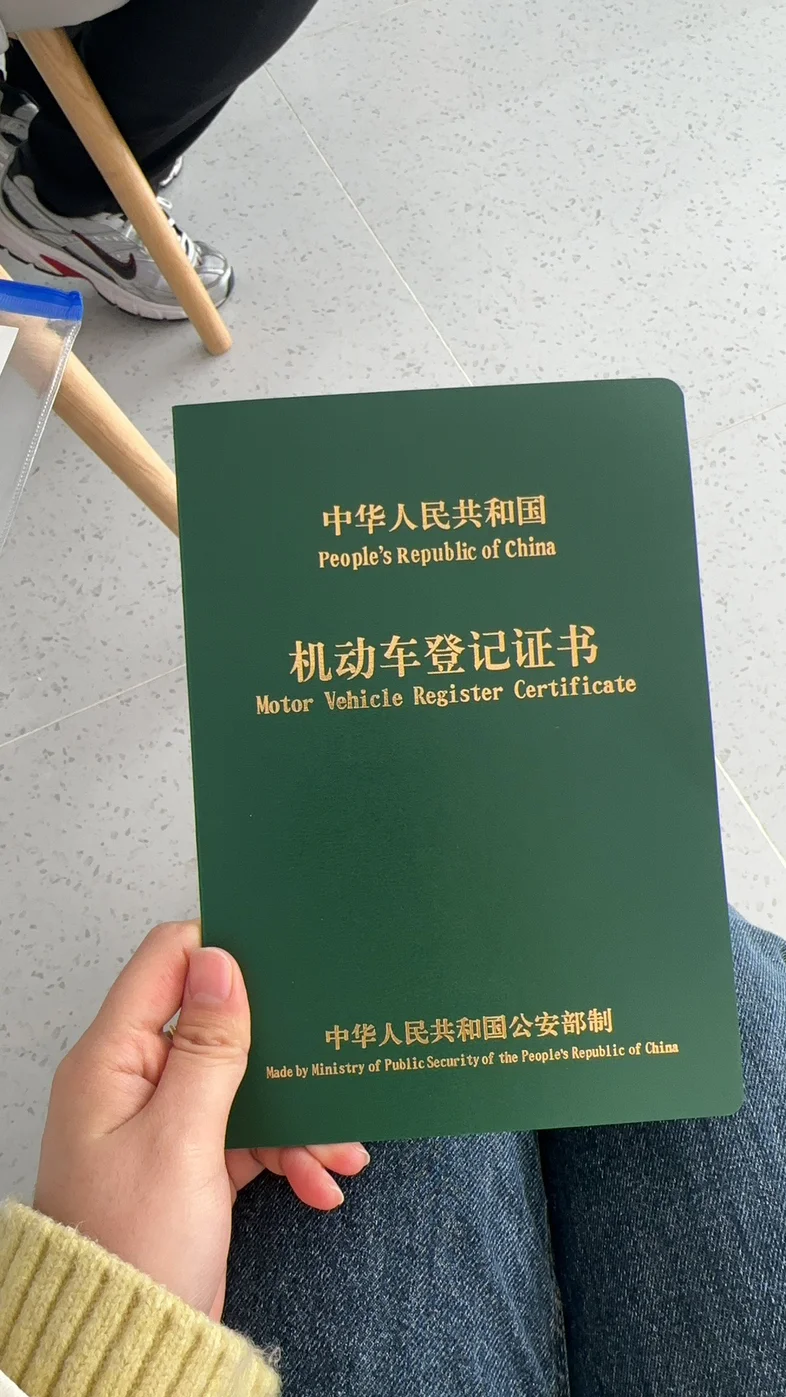 中华人民共和国
People's Republic of China
机动车登记证书
Motor Vehicle Register Certificate
中华人民共和国公安部制
Made by Ministry of Public Security of the People's Republic of China